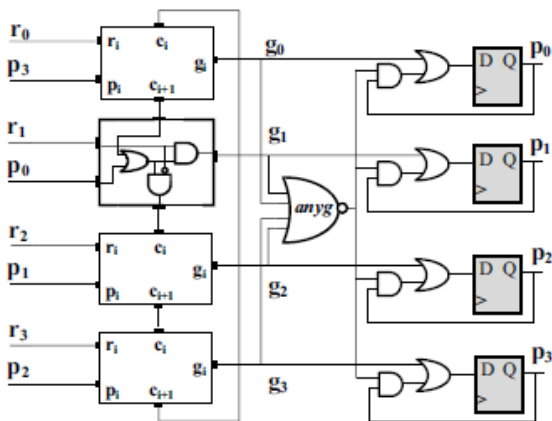 r0 ri ci gi g0 D Q p0
p3 pi ci+1
r1 g1 D Q p1
p0
anyg
r2 ri ci D Q p2
p1 pi ci+1 gi g2
r3 ri ci D Q p3
p2 pi ci+1 gi g3